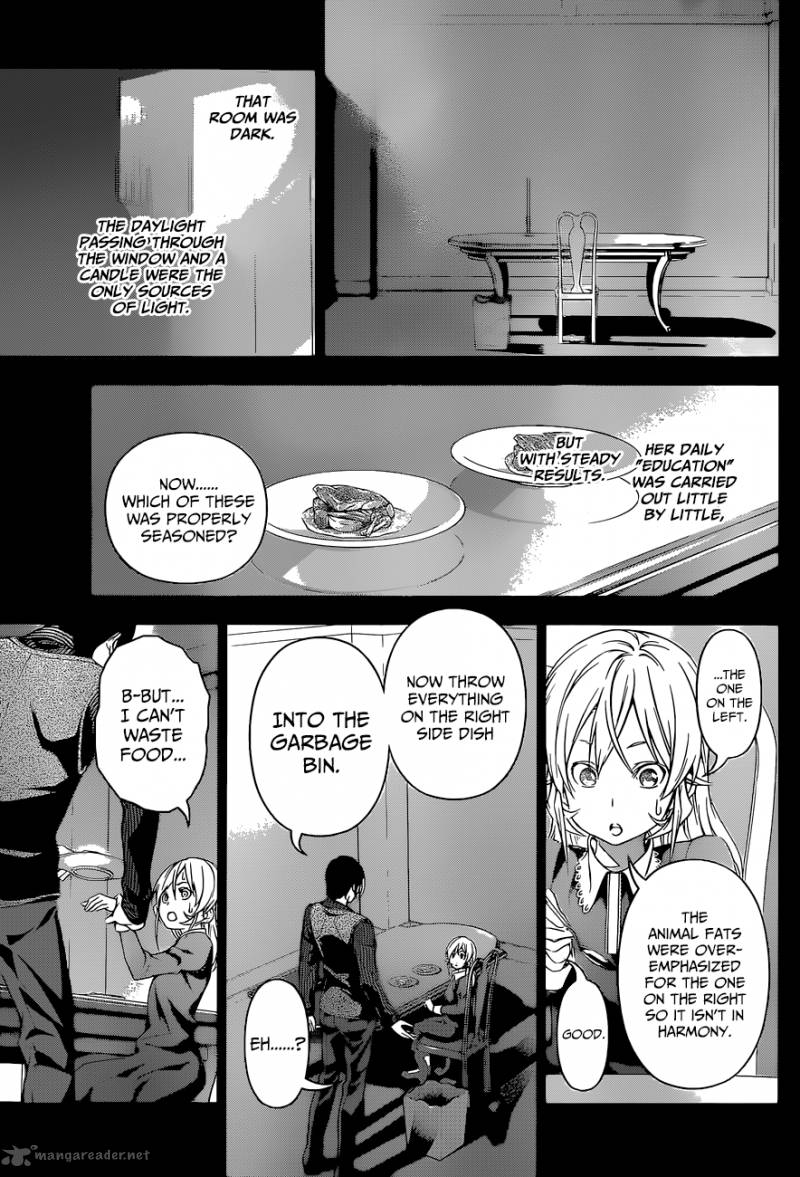 THAT
ROOM WAS
DARK.
THE DAYLIGHT
PASSING THROUGH
THE WINDOW AND A
CANDLE WERE THE
ONLY SOURCES
OF LIGHT.
HER DAILY
"EDUCATION"
WAS CARRIED
OUT LITTLE
BY LITTLE,
BUT
WITH STEADY
RESULTS.
NOW......
WHICH OF THESE
WAS PROPERLY
SEASONED?
...THE
ONE
ON THE
LEFT.
THE
ANIMAL FATS
WERE OVER-
EMPHASIZED
FOR THE ONE
ON THE RIGHT
SO IT ISN'T IN
HARMONY.
GOOD.
NOW THROW
EVERYTHING
ON THE RIGHT
SIDE DISH
INTO THE
GARBAGE
BIN.
EH......?
B-BUT...
I CAN'T
WASTE
FOOD...
mangareader.net